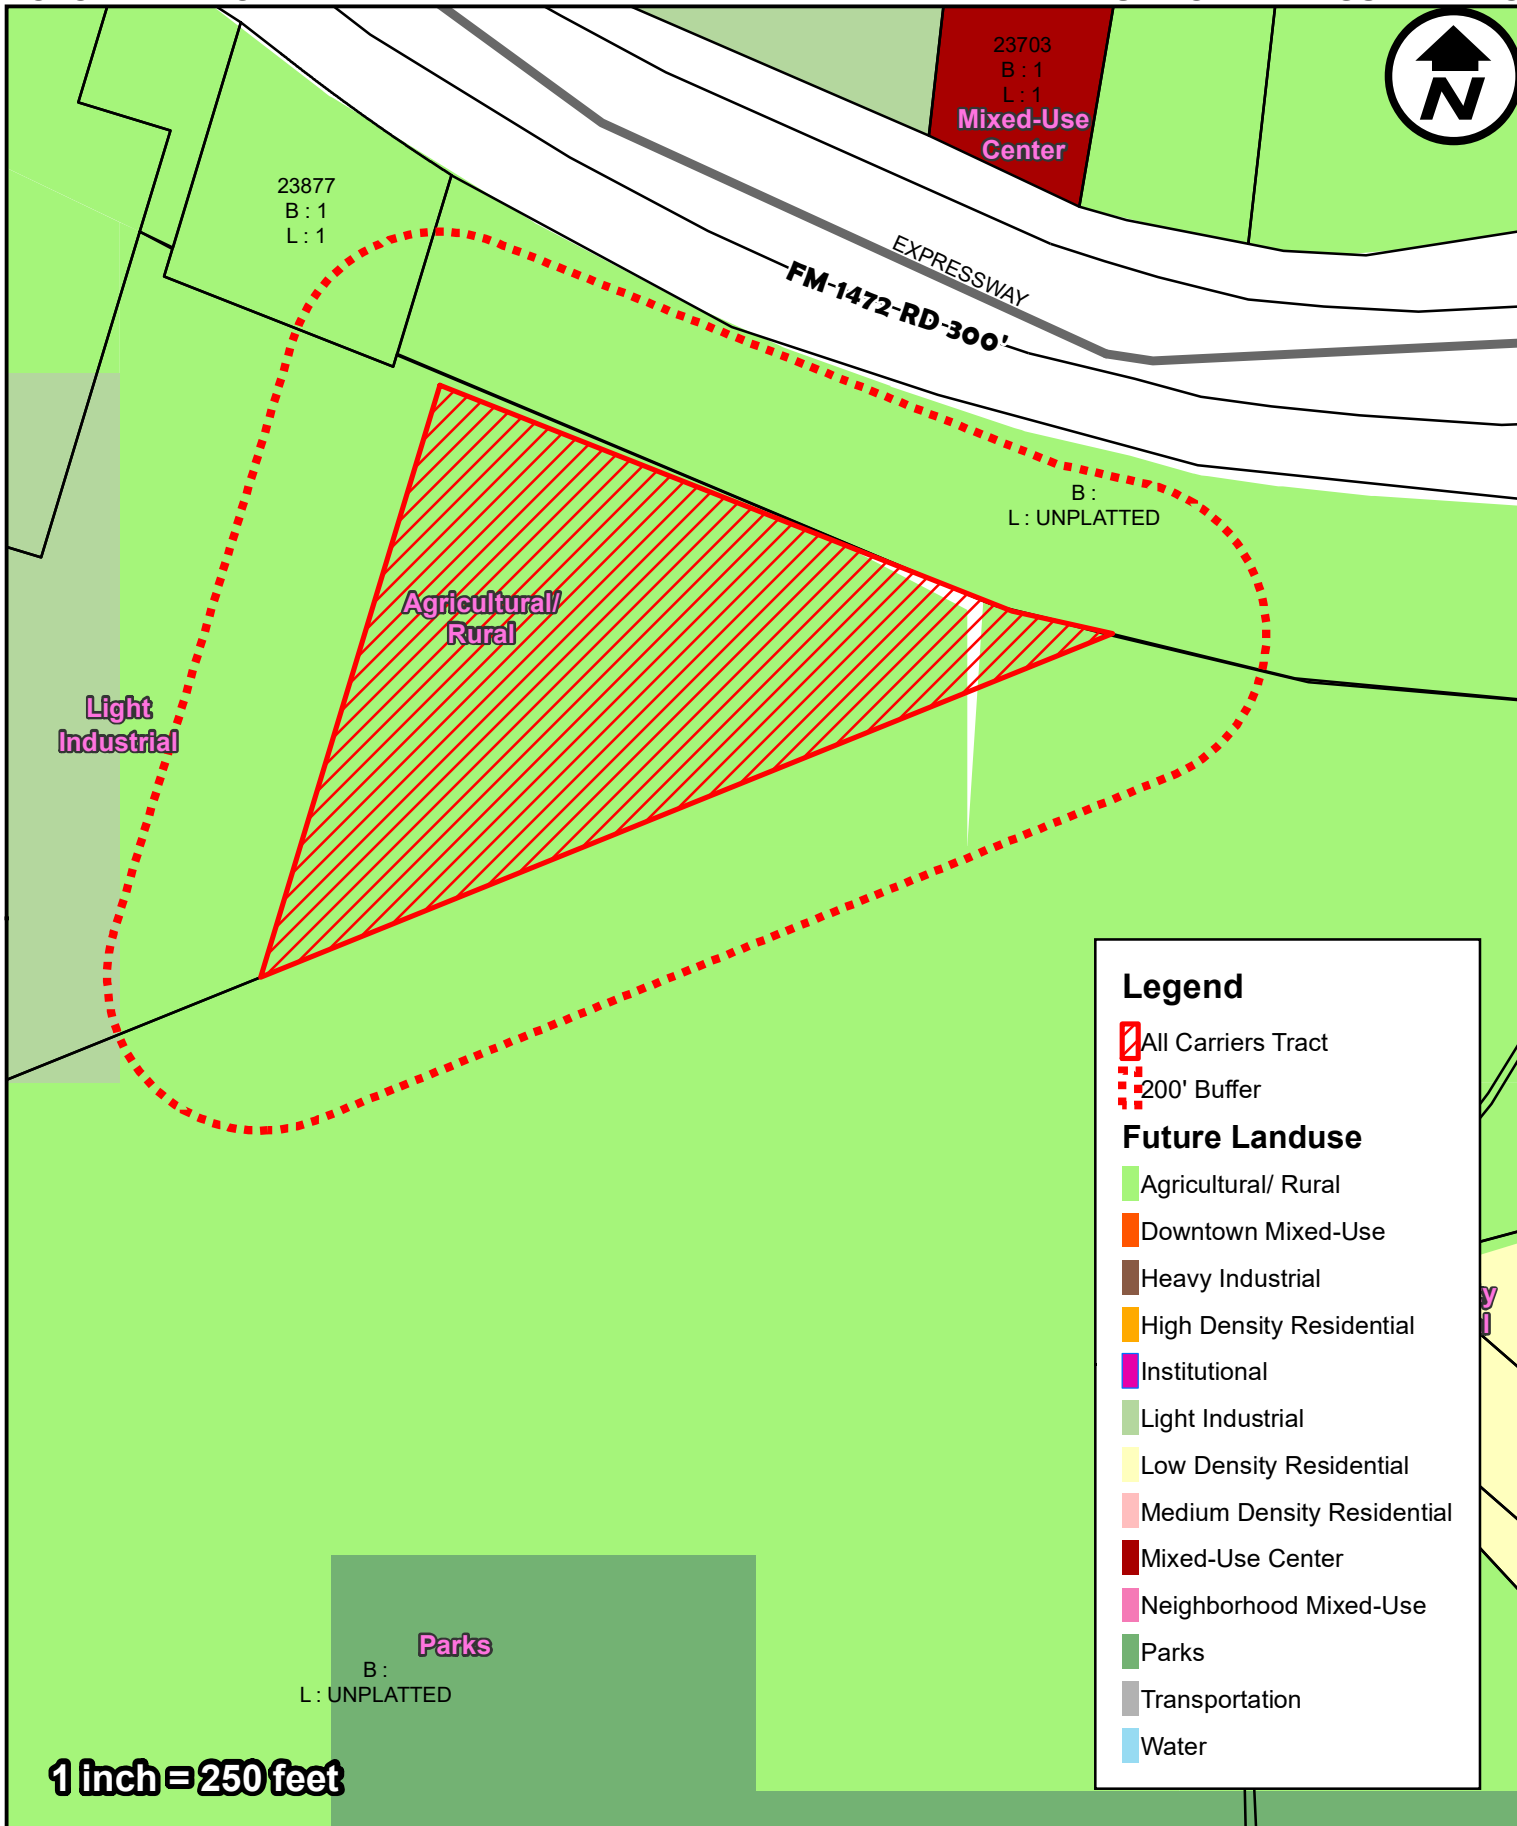 23703
B : 1
L : 1
Mixed-Use
Center
N
23877
B : 1
L : 1
EXPRESSWAY
FM-1472-RD-300'
B :
L : UNPLATTED
Agricultural/
Rural
Light
Industrial
Legend
All Carriers Tract
200' Buffer
Future Landuse
Agricultural/ Rural
Downtown Mixed-Use
Heavy Industrial
High Density Residential
Institutional
Light Industrial
Low Density Residential
Medium Density Residential
Mixed-Use Center
Neighborhood Mixed-Use
Parks
Transportation
Water
Parks
B :
L : UNPLATTED
1 inch = 250 feet